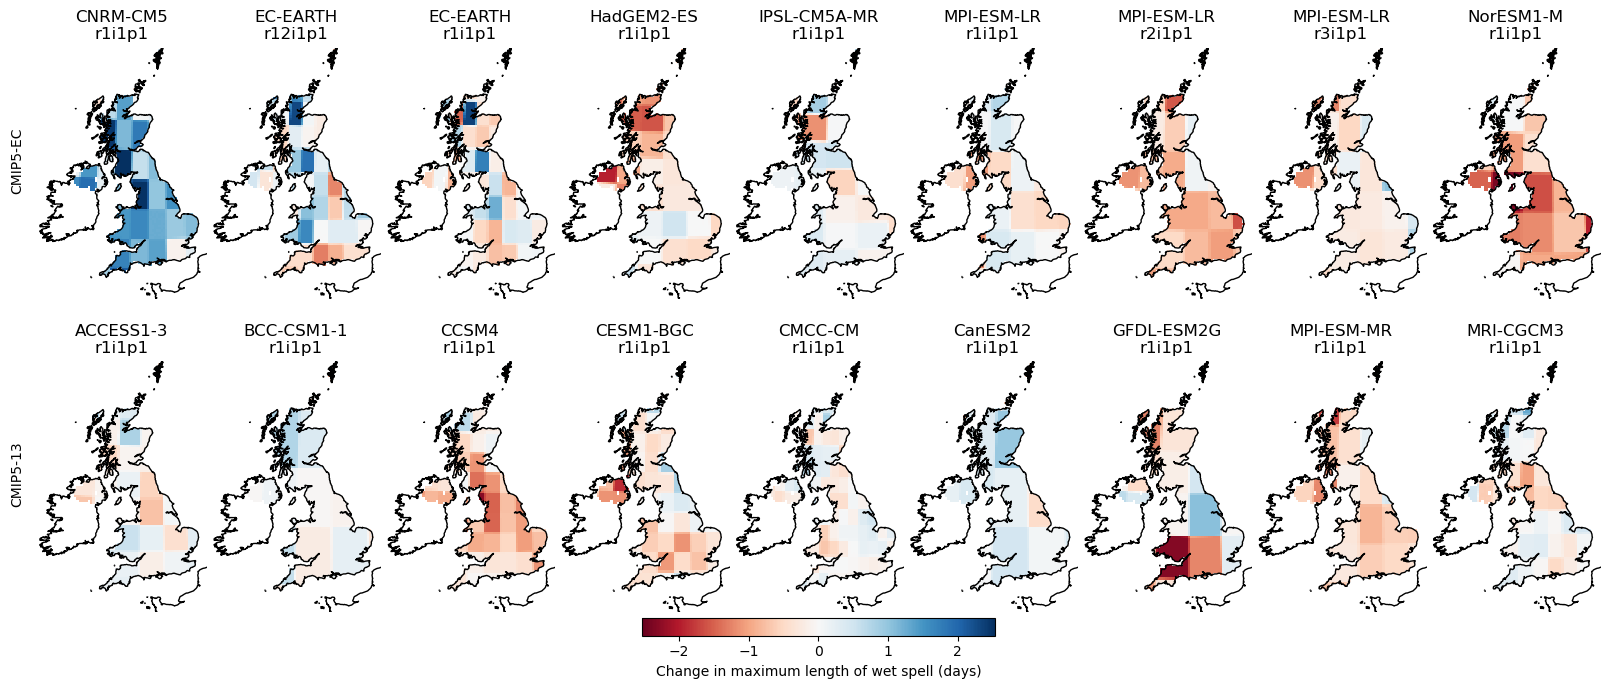 CNRM-CM5 EC-EARTH EC-EARTH HadGEM2-ES IPSL-CM5A-MR MPI-ESM-LR MPI-ESM-LR MPI-ESM-LR NorESM1-M
r1i1p1 r12i1p1 r1i1p1 r1i1p1 r1i1p1 r1i1p1 r2i1p1 r3i1p1 r1i1p1
CMIP5-EC
ACCESS1-3 BCC-CSM1-1 CCSM4 CESM1-BGC CMCC-CM CanESM2 GFDL-ESM2G MPI-ESM-MR MRI-CGCM3
r1i1p1 r1i1p1 r1i1p1 r1i1p1 r1i1p1 r1i1p1 r1i1p1 r1i1p1 r1i1p1
CMIP5-13
−2 −1 0 1 2
Change in maximum length of wet spell (days)